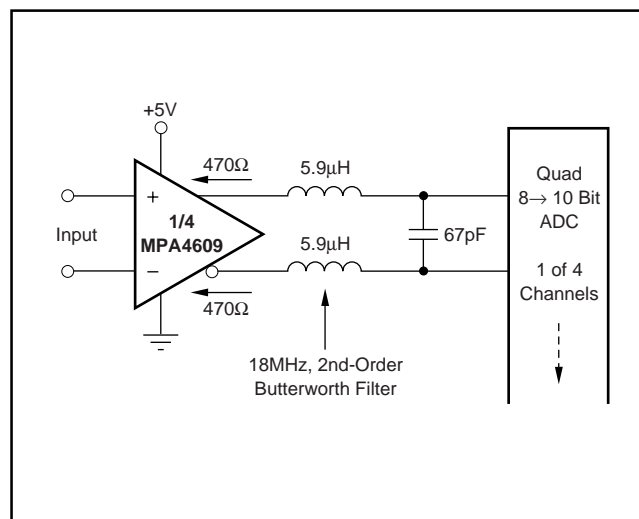 +5V
470Ω
5.9μH
+
1/4
MPA4609
–
Input
5.9μH
470Ω
67pF
18MHz, 2nd-Order
Butterworth Filter
Quad
8→ 10 Bit
ADC
1 of 4
Channels